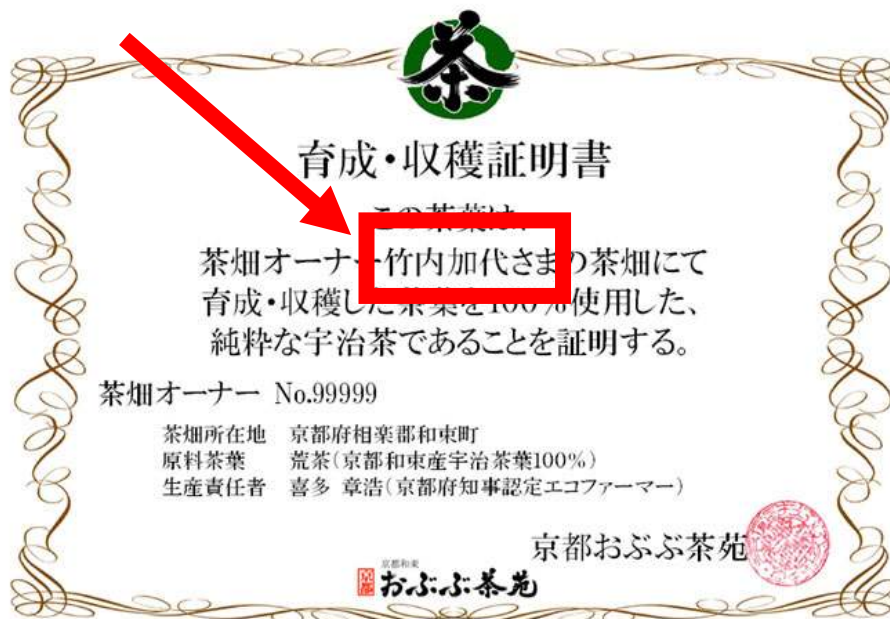 茶
育成・収穫証明書
この茶葉は、
茶畑オーナー竹内加代さまの茶畑にて
育成・収穫した茶葉を100%使用した、
純粋な宇治茶であることを証明する。
茶畑オーナー No.99999
茶畑所在地 京都府相楽郡和束町
原料茶葉 荒茶(京都和束産宇治茶葉100%)
生産責任者 喜多 章浩(京都府知事認定エコファーマー)
京都おぶぶ茶苑
京都和束
おぶぶ茶苑